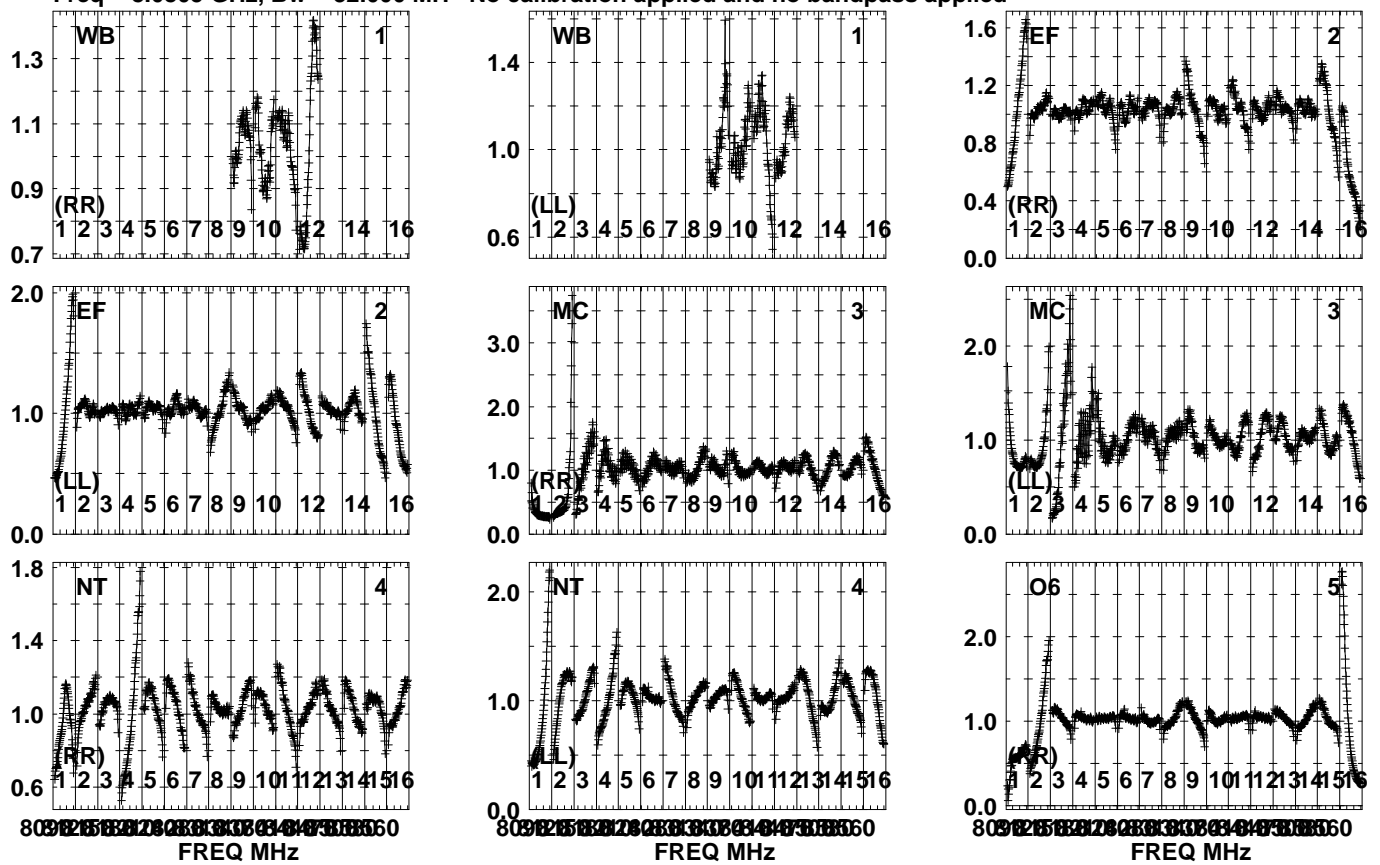 WB 1
1.3
1.1
0.9
0.7
(RR)
1 2 3 4 5 6 7 8 9 10 12 14 16
WB 1
1.4
1.0
0.6
(LL)
1 2 3 4 5 6 7 8 9 10 12 14 16
EF 2
1.6
1.2
0.8
0.4
0.0
(RR)
1 2 3 4 5 6 7 8 9 10 12 14 16
EF 2
2.0
1.0
0.0
(LL)
1 2 3 4 5 6 7 8 9 10 12 14 16
MC 3
3.0
2.0
1.0
0.0
(RR)
1 2 3 4 5 6 7 8 9 10 12 14 16
MC 3
2.0
1.0
0.0
(LL)
1 2 3 4 5 6 7 8 9 10 12 14 16
NT 4
1.8
1.4
1.0
0.6
(RR)
1 2 3 4 5 6 7 8 9 10 11 12 13 14 15 16
FREQ MHz
NT 4
2.0
1.0
0.0
(LL)
1 2 3 4 5 6 7 8 9 10 11 12 13 14 15 16
FREQ MHz
O6 5
2.0
1.0
0.0
(RR)
1 2 3 4 5 6 7 8 9 10 11 12 13 14 15 16
FREQ MHz